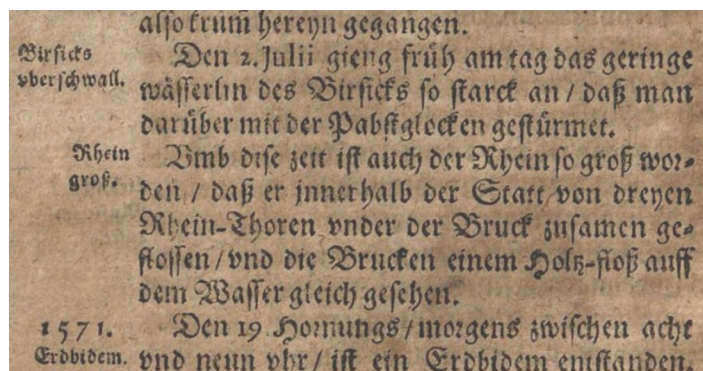 also krum̃ hereyn gegangen.
Birsicks
vberschwall.
Den 2. Julii gieng früh am tag das geringe
wässerlin des Birsicks so starck an / daß man
darüber mit der Pabstglocken gestürmet.
Rhein
groß.
Vmb dise zeit ist auch der Rhein so groß wor-
den / daß er jnnerhalb der Statt / von dreyen
Rhein-Thoren vnder der Bruck zusamen ge-
flossen / vnd die Brucken einem Holtz-floß auff
dem Wasser gleich gesehen.
1571.
Erdbidem.
Den 19 Hornungs / morgens zwischen acht
vnd neun vhr / ist ein Erdbidem entstanden.